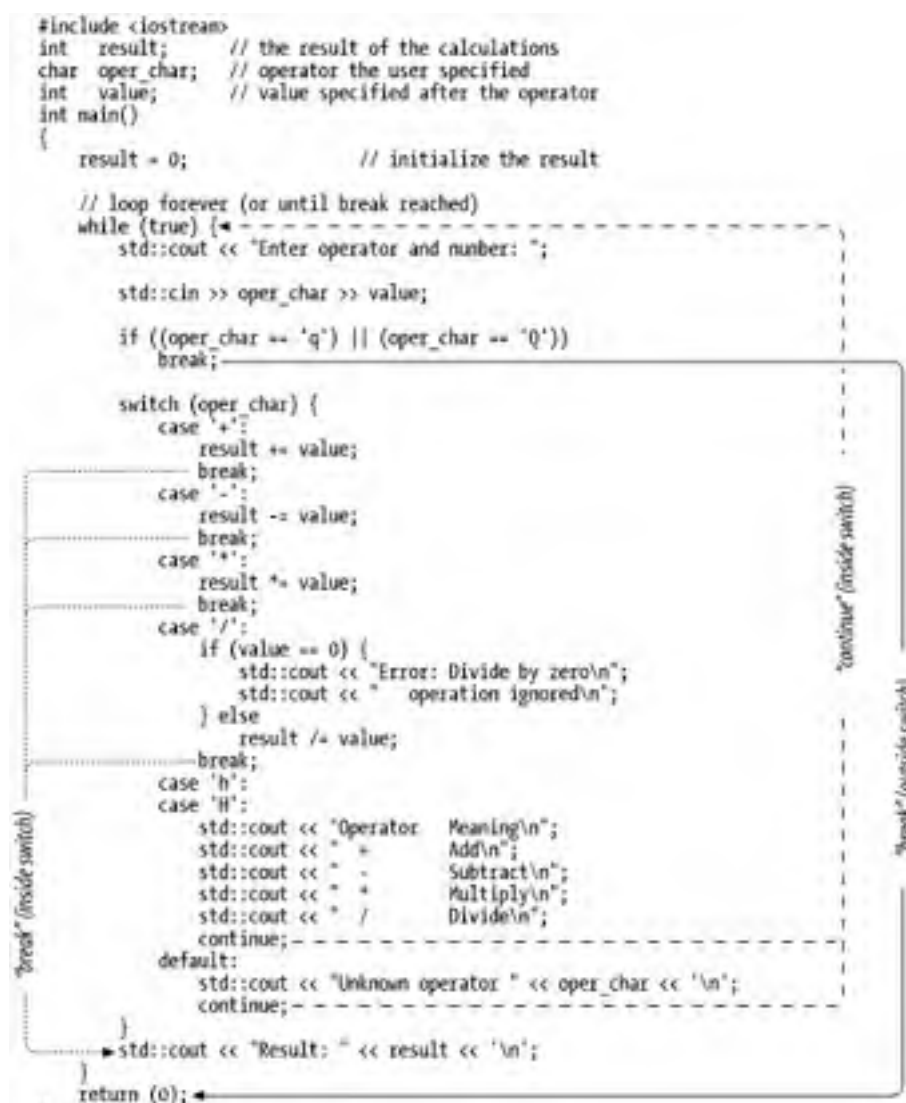 #include <iostream>
int   result;      // the result of the calculations
char  oper_char;   // operator the user specified
int   value;       // value specified after the operator
int main()
{
    result = 0;                 // initialize the result

    // loop forever (or until break reached)
    while (true) {
        std::cout << "Enter operator and number: ";

        std::cin >> oper_char >> value;

        if ((oper_char == 'q') || (oper_char == 'Q'))
            break;

        switch (oper_char) {
            case '+':
                result += value;
                break;
            case '-':
                result -= value;
                break;
            case '*':
                result *= value;
                break;
            case '/':
                if (value == 0) {
                    std::cout << "Error: Divide by zero\n";
                    std::cout << "   operation ignored\n";
                } else
                    result /= value;
                break;
            case 'h':
            case 'H':
                std::cout << "Operator   Meaning\n";
                std::cout << "  +        Add\n";
                std::cout << "  -        Subtract\n";
                std::cout << "  *        Multiply\n";
                std::cout << "  /        Divide\n";
                continue;
            default:
                std::cout << "Unknown operator " << oper_char << '\n';
                continue;
        }
        std::cout << "Result: " << result << '\n';
    }
    return (0);
"break" (inside switch)
"continue" (inside switch)
"break" (outside switch)